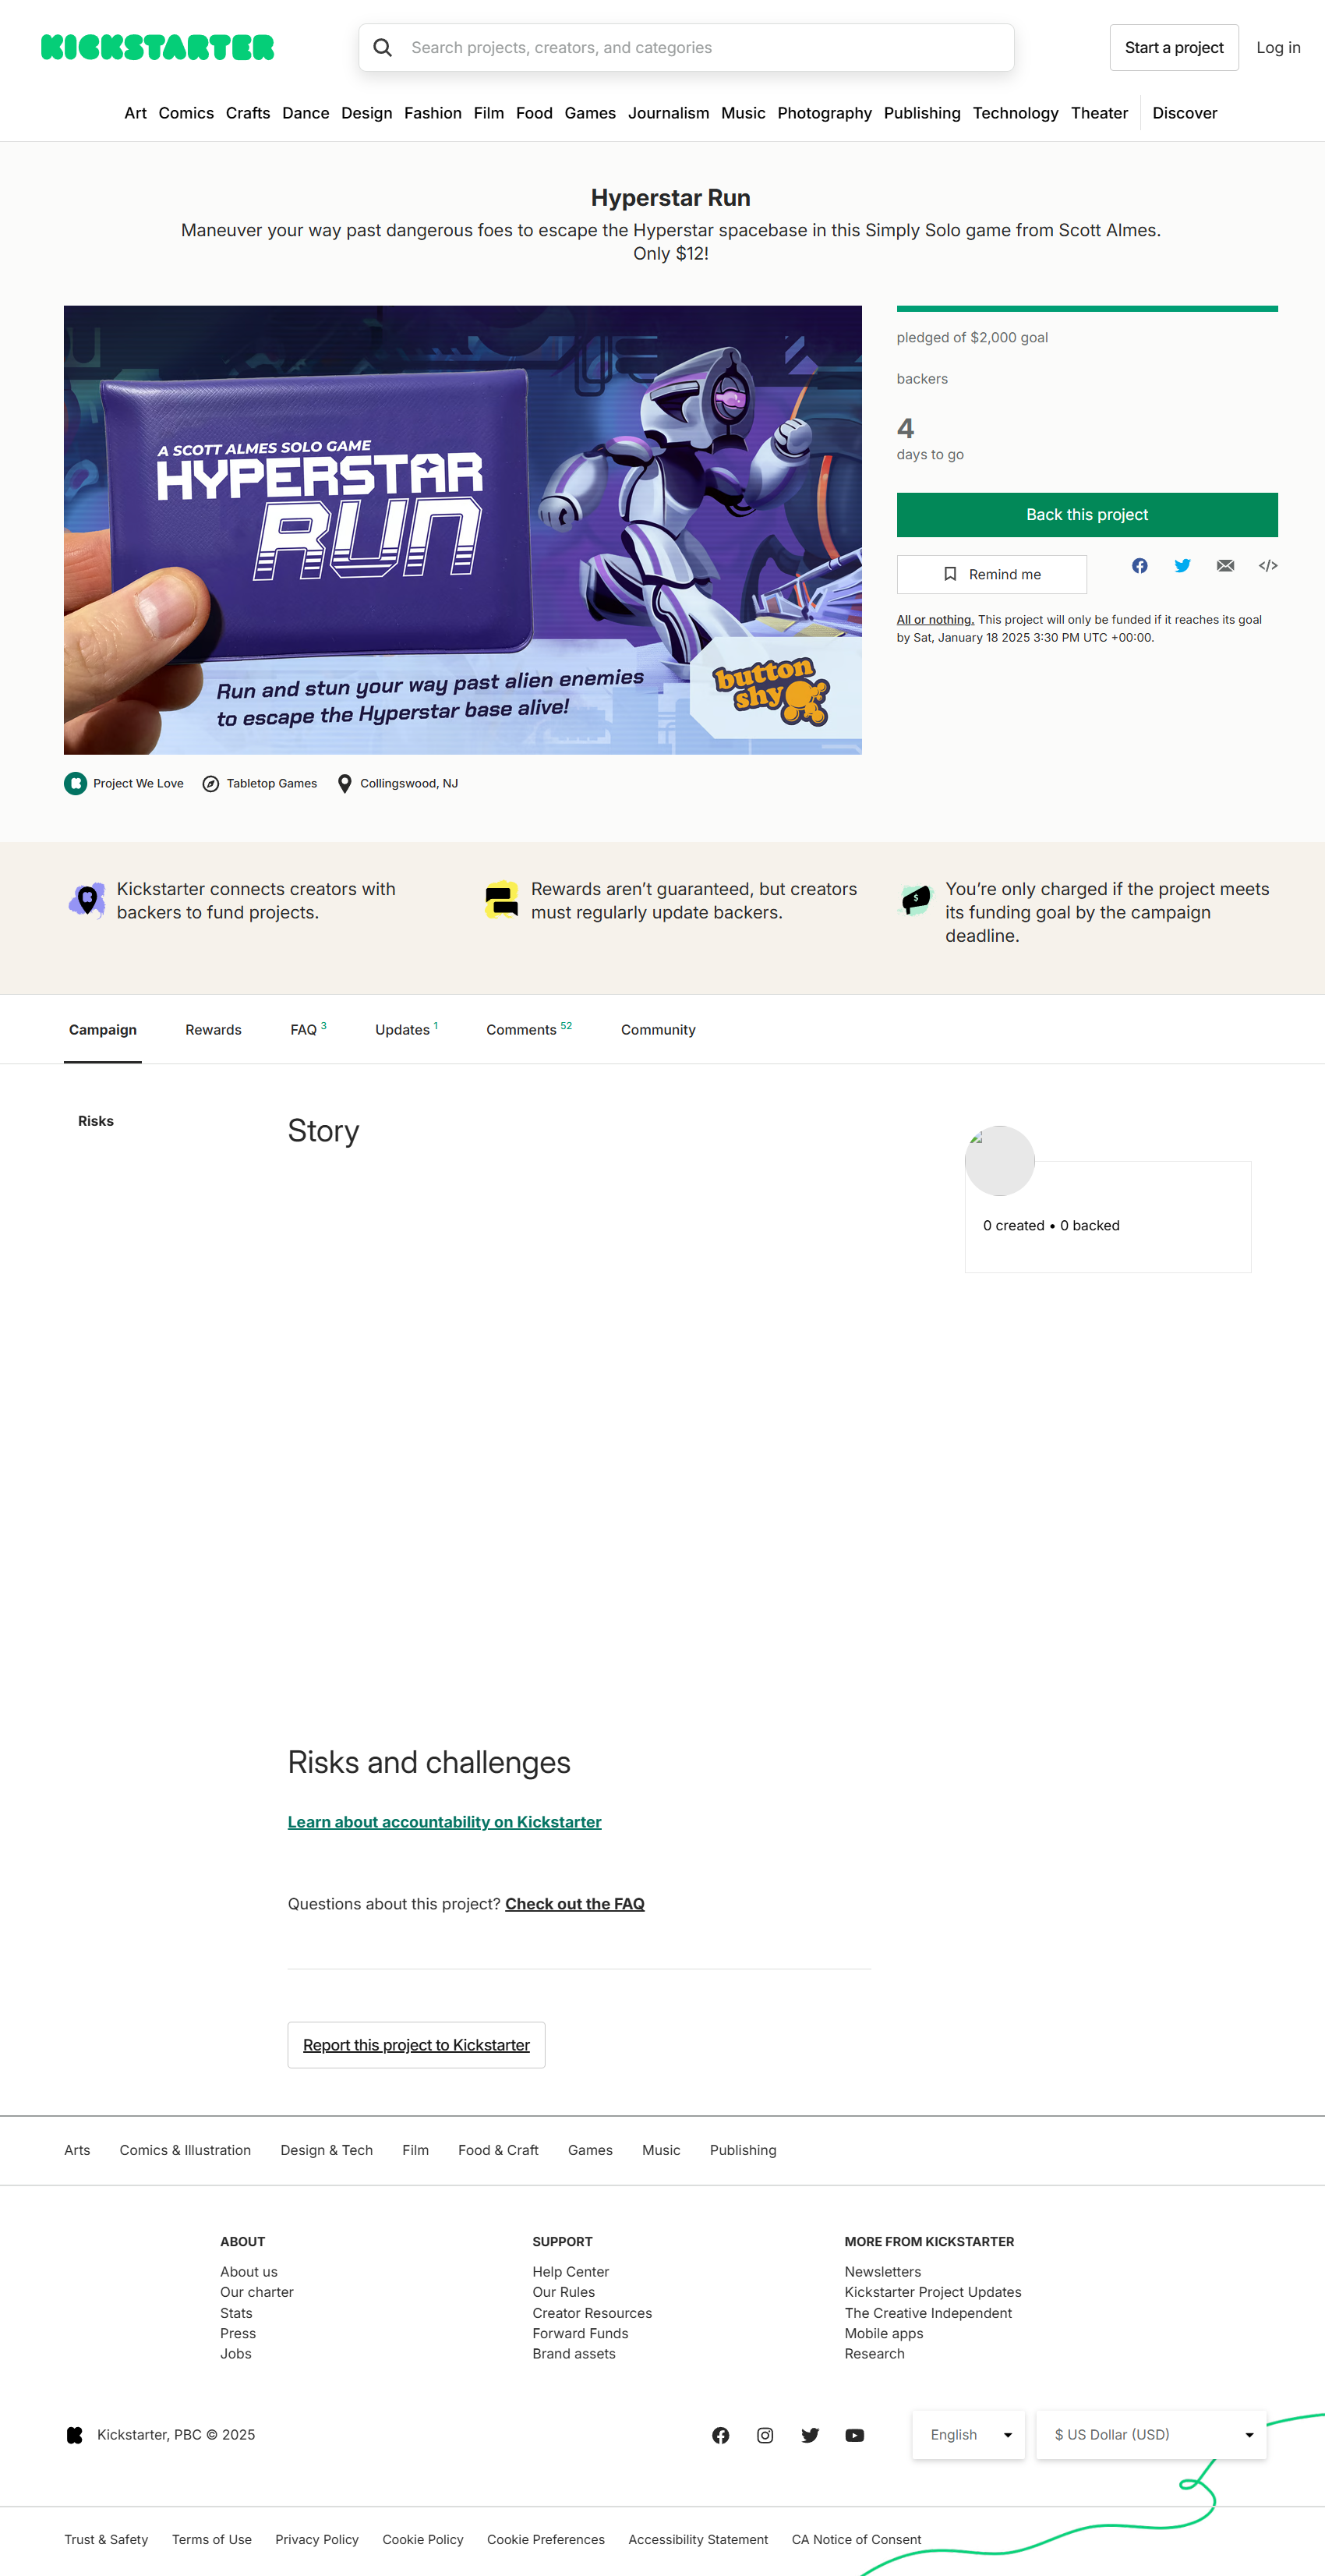 KICKSTARTER
Search projects, creators, and categories
Start a project
Log in
Art Comics Crafts Dance Design Fashion Film Food Games Journalism Music Photography Publishing Technology Theater Discover
Hyperstar Run
Maneuver your way past dangerous foes to escape the Hyperstar spacebase in this Simply Solo game from Scott Almes.
Only $12!
A SCOTT ALMES SOLO GAME
HYPERSTAR
RUN
Run and stun your way past alien enemies
to escape the Hyperstar base alive!
button
shy
pledged of $2,000 goal
backers
4
days to go
Back this project
Remind me
All or nothing. This project will only be funded if it reaches its goal
by Sat, January 18 2025 3:30 PM UTC +00:00.
Project We Love
Tabletop Games
Collingswood, NJ
Kickstarter connects creators with
backers to fund projects.
Rewards aren’t guaranteed, but creators
must regularly update backers.
You’re only charged if the project meets
its funding goal by the campaign
deadline.
Campaign Rewards FAQ 3 Updates 1 Comments 52 Community
Risks
Story
0 created • 0 backed
Risks and challenges
Learn about accountability on Kickstarter
Questions about this project? Check out the FAQ
Report this project to Kickstarter
Arts Comics & Illustration Design & Tech Film Food & Craft Games Music Publishing
ABOUT
About us
Our charter
Stats
Press
Jobs
SUPPORT
Help Center
Our Rules
Creator Resources
Forward Funds
Brand assets
MORE FROM KICKSTARTER
Newsletters
Kickstarter Project Updates
The Creative Independent
Mobile apps
Research
Kickstarter, PBC © 2025
English
$ US Dollar (USD)
Trust & Safety Terms of Use Privacy Policy Cookie Policy Cookie Preferences Accessibility Statement CA Notice of Consent